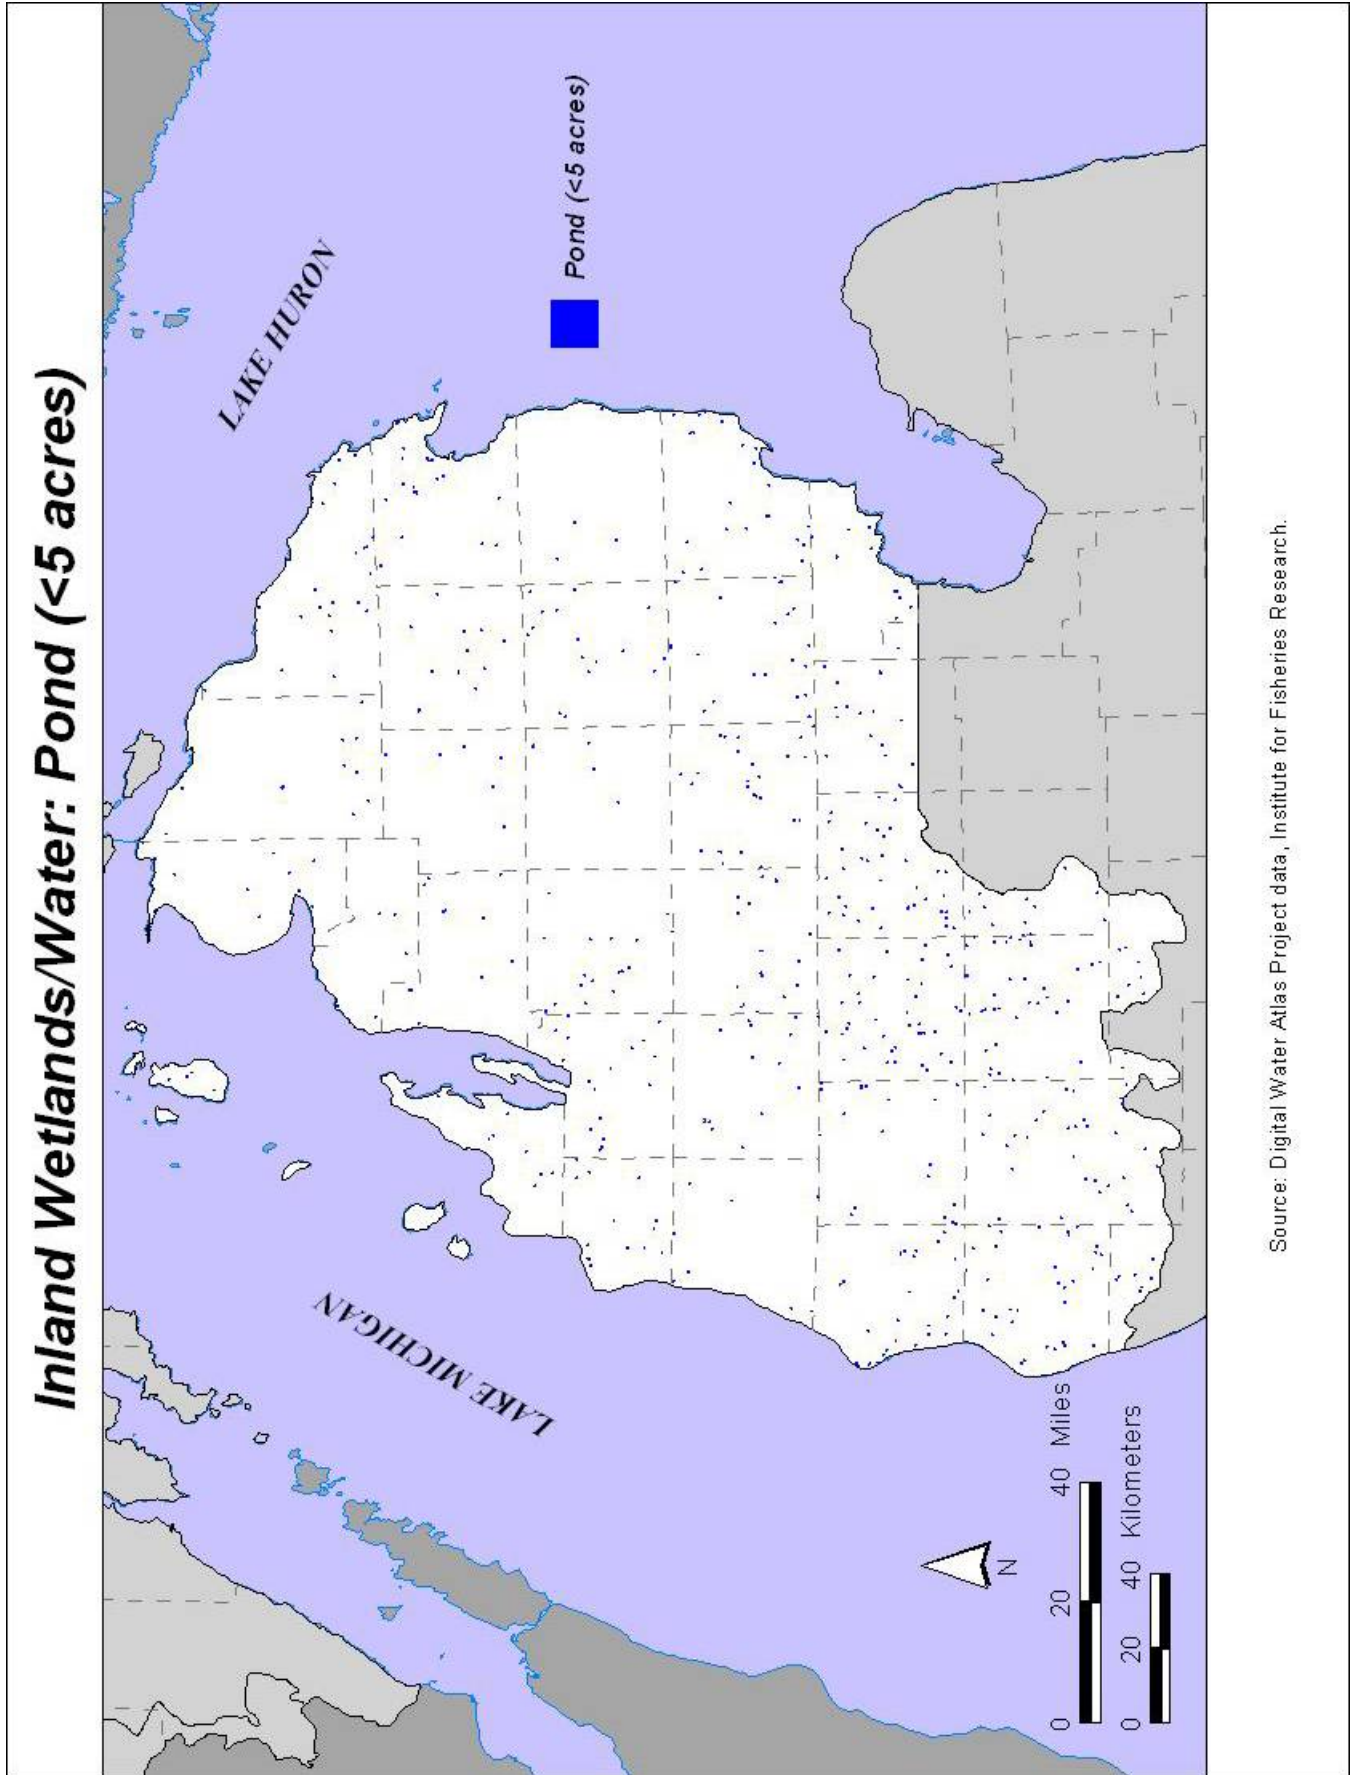 Inland Wetlands/Water: Pond (<5 acres)
LAKE HURON
Pond (<5 acres)
LAKE MICHIGAN
N
0 20 40 Miles
0 20 40 Kilometers
Source: Digital Water Atlas Project data, Institute for Fisheries Research.